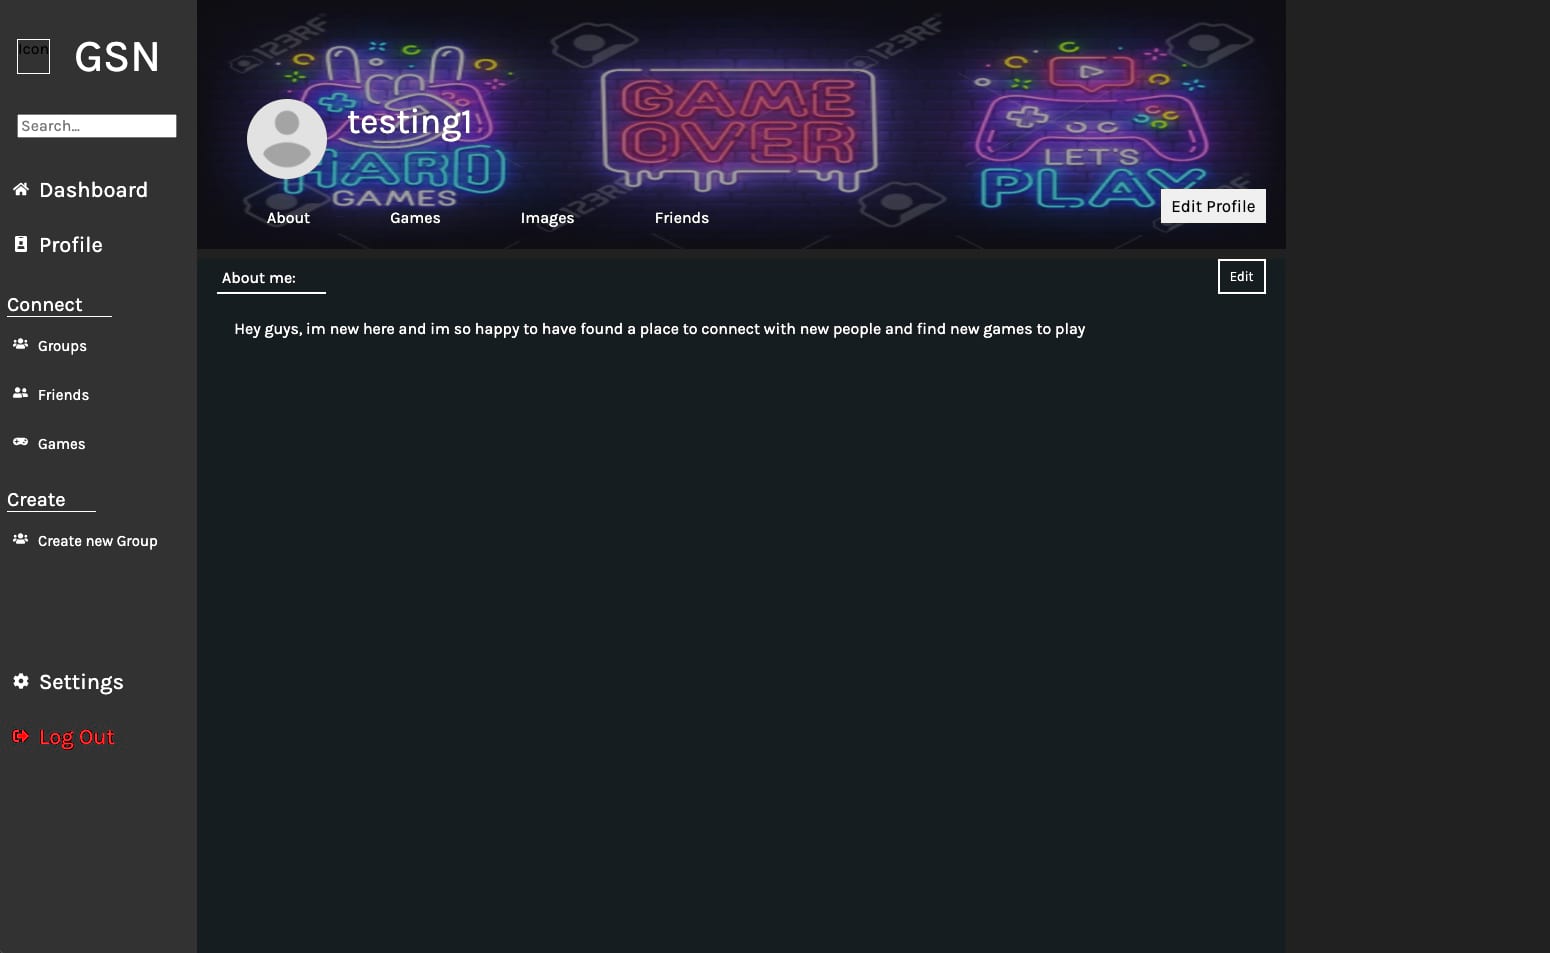 Icon GSN
Search...
Dashboard
Profile
Connect
Groups
Friends
Games
Create
Create new Group
Settings
Log Out
123RF
123RF
GAME
OVER
HARD
GAMES
LET'S
PLAY
123RF
123RF
testing1
About Games Images Friends
Edit Profile
About me:
Edit
Hey guys, im new here and im so happy to have found a place to connect with new people and find new games to play